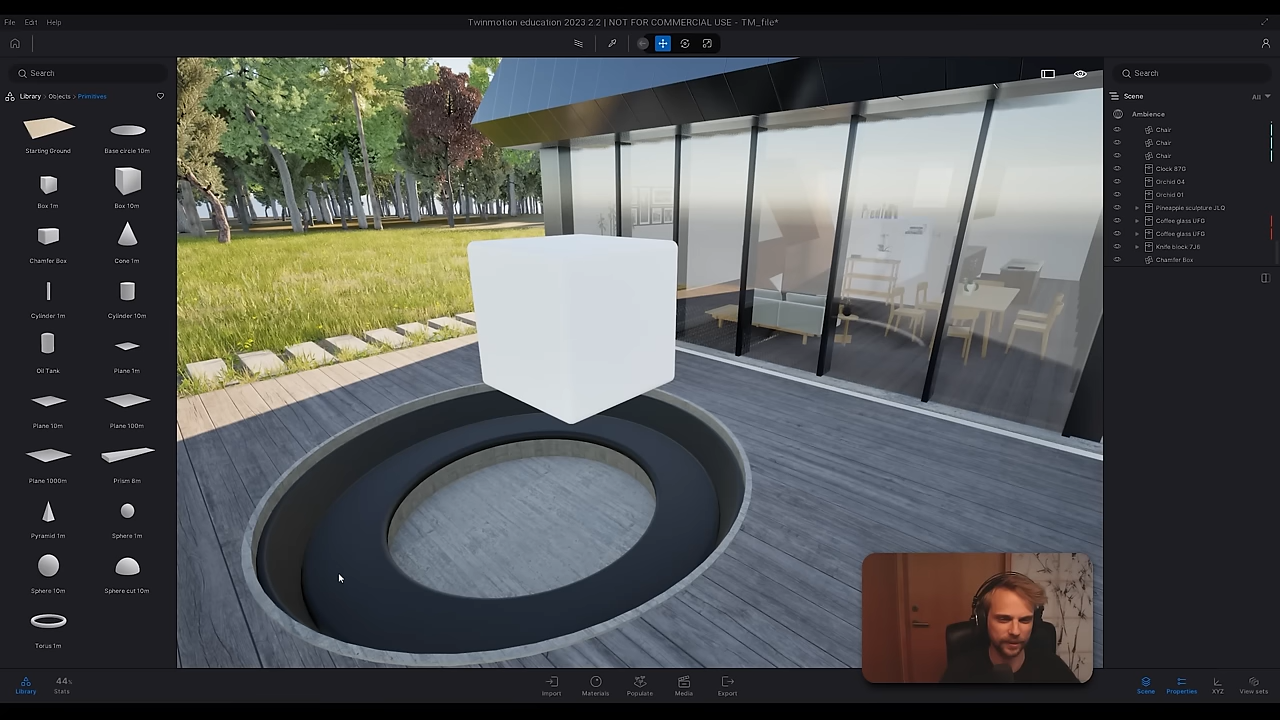 File Edit Help
Twinmotion education 2023 2.2 | NOT FOR COMMERCIAL USE - TM_file*
Search
Library > Objects > Primitives
Starting Ground
Base circle 10m
Box 1m
Box 10m
Chamfer Box
Cone 1m
Cylinder 1m
Cylinder 10m
Oil Tank
Plane 1m
Plane 10m
Plane 100m
Plane 1000m
Prism 8m
Pyramid 1m
Sphere 1m
Sphere 10m
Sphere cut 10m
Torus 1m
Search
Scene
All
Ambience
Chair
Chair
Chair
Clock 87G
Orchid 04
Orchid 01
Pineapple sculpture JLQ
Coffee glass UFG
Coffee glass UFG
Knife block 7J6
Chamfer Box
Library
44%
Stats
Import
Materials
Populate
Media
Export
Scene
Properties
XYZ
View sets